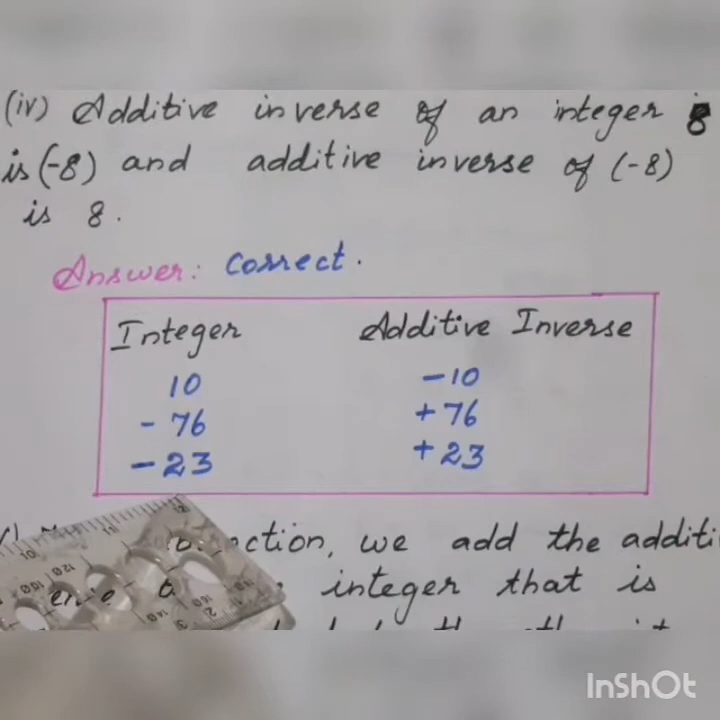 (iv) Additive inverse of an integer 8
is (-8) and additive inverse of (-8)
is 8.
Answer: Correct.
Integer Additive Inverse
10 -10
- 76 + 76
- 23 + 23
we add the additi
integer that is
InShOt